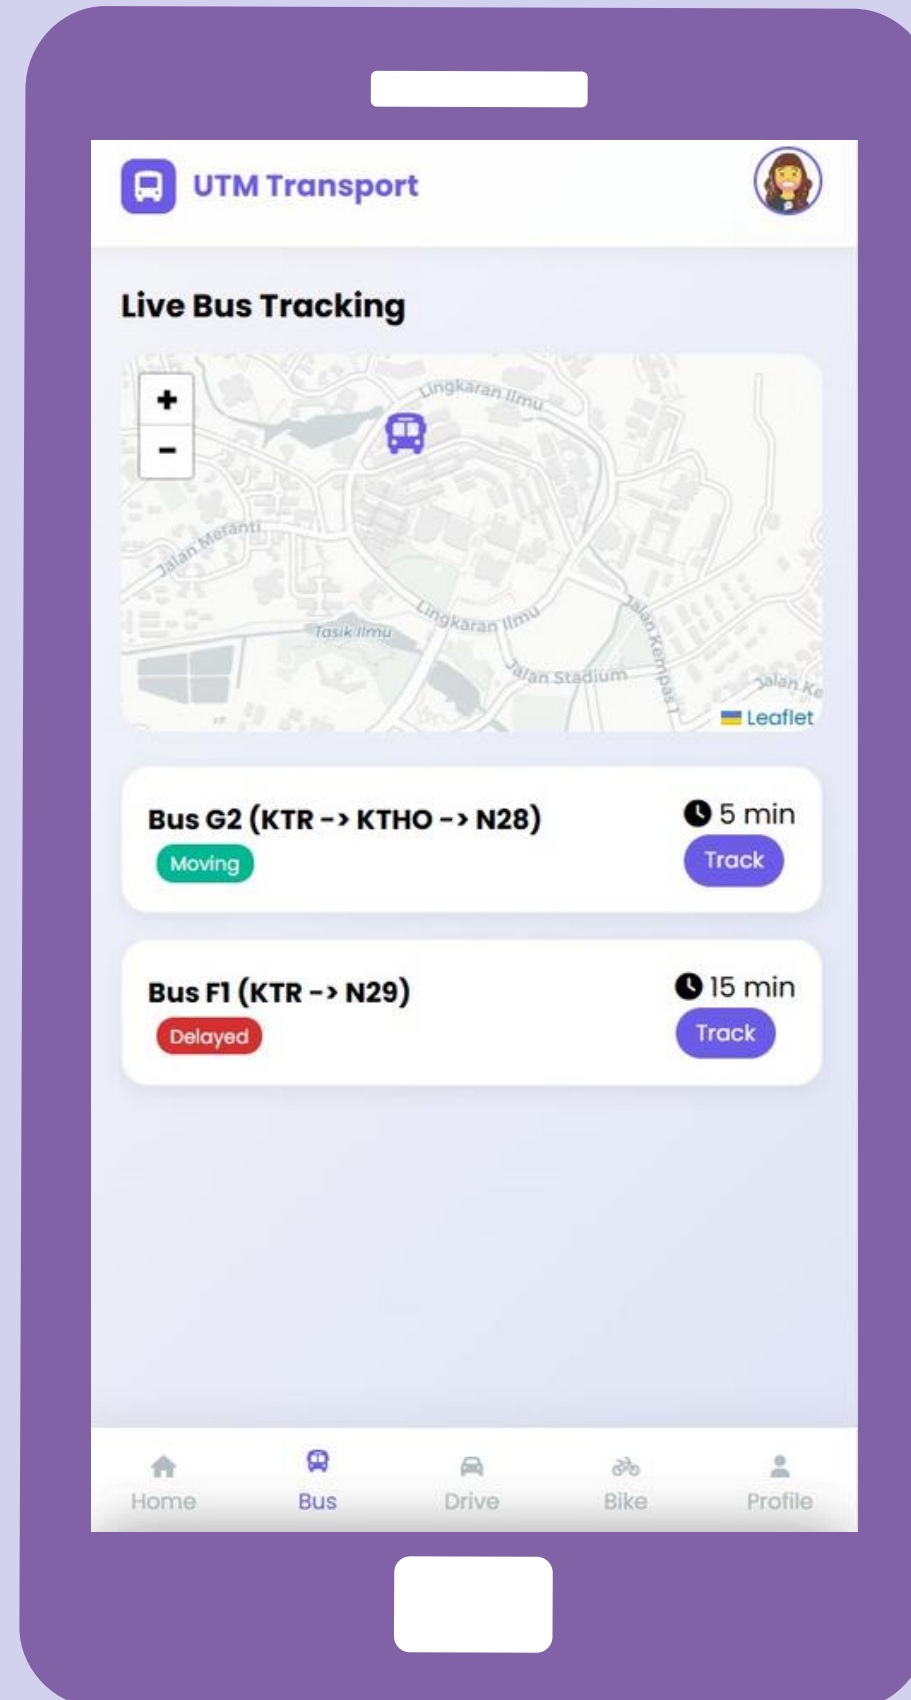 UTM Transport
Live Bus Tracking
+
Lingkaran Ilmu
-
Jalan Meranti
Lingkaran Ilmu
Tasik Ilmu
Jalan Kempas 1
Jalan Stadium
Jalan Ke
Leaflet
Bus G2 (KTR -> KTHO -> N28)
5 min
Moving
Track
Bus F1 (KTR -> N29)
15 min
Delayed
Track
Home
Bus
Drive
Bike
Profile